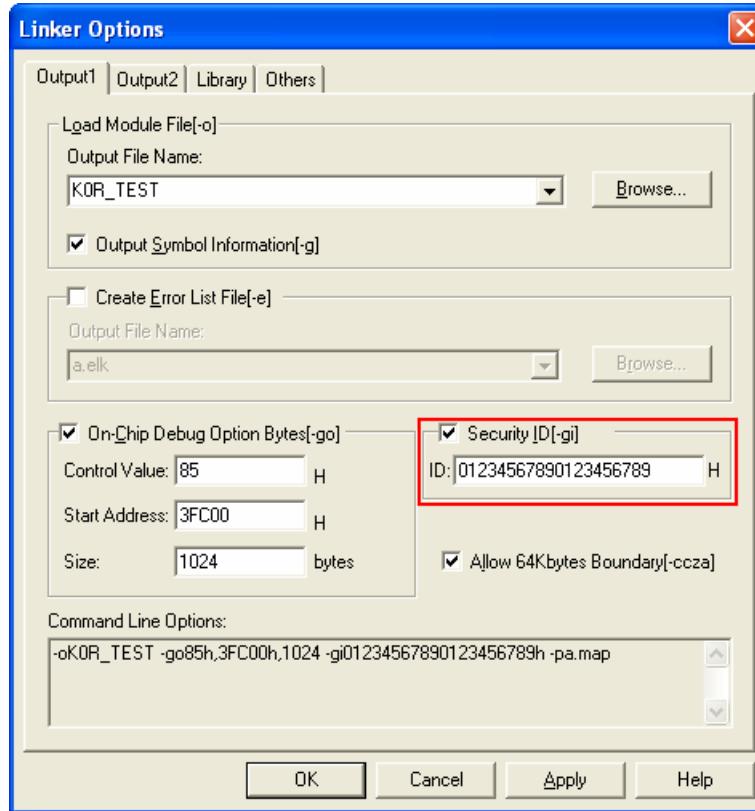 Linker Options
Output1 Output2 Library Others
Load Module File[-o]
Output File Name:
K0R_TEST Browse...
Output Symbol Information[-g]
Create Error List File[-e]
Output File Name:
a.elk Browse...
On-Chip Debug Option Bytes[-go]
Control Value: 85 H
Start Address: 3FC00 H
Size: 1024 bytes
Security ID[-gi]
ID: 01234567890123456789 H
Allow 64Kbytes Boundary[-ccza]
Command Line Options:
-oK0R_TEST -go85h,3FC00h,1024 -gi01234567890123456789h -pa.map
OK Cancel Apply Help